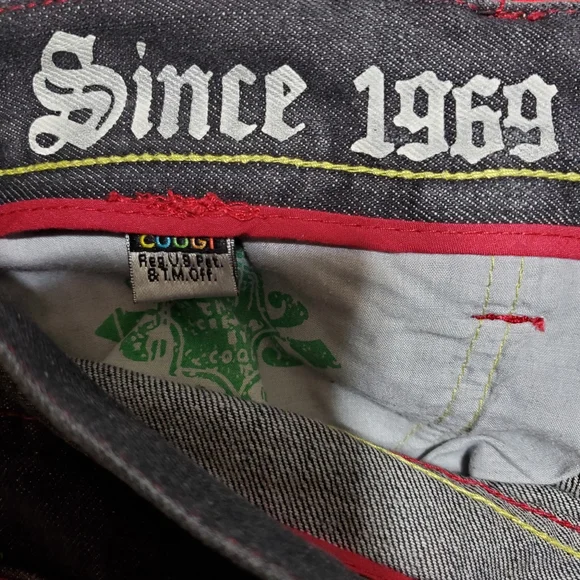 Since 1969
COOGI
Reg.U.S.Pat.
& T.M.Off.